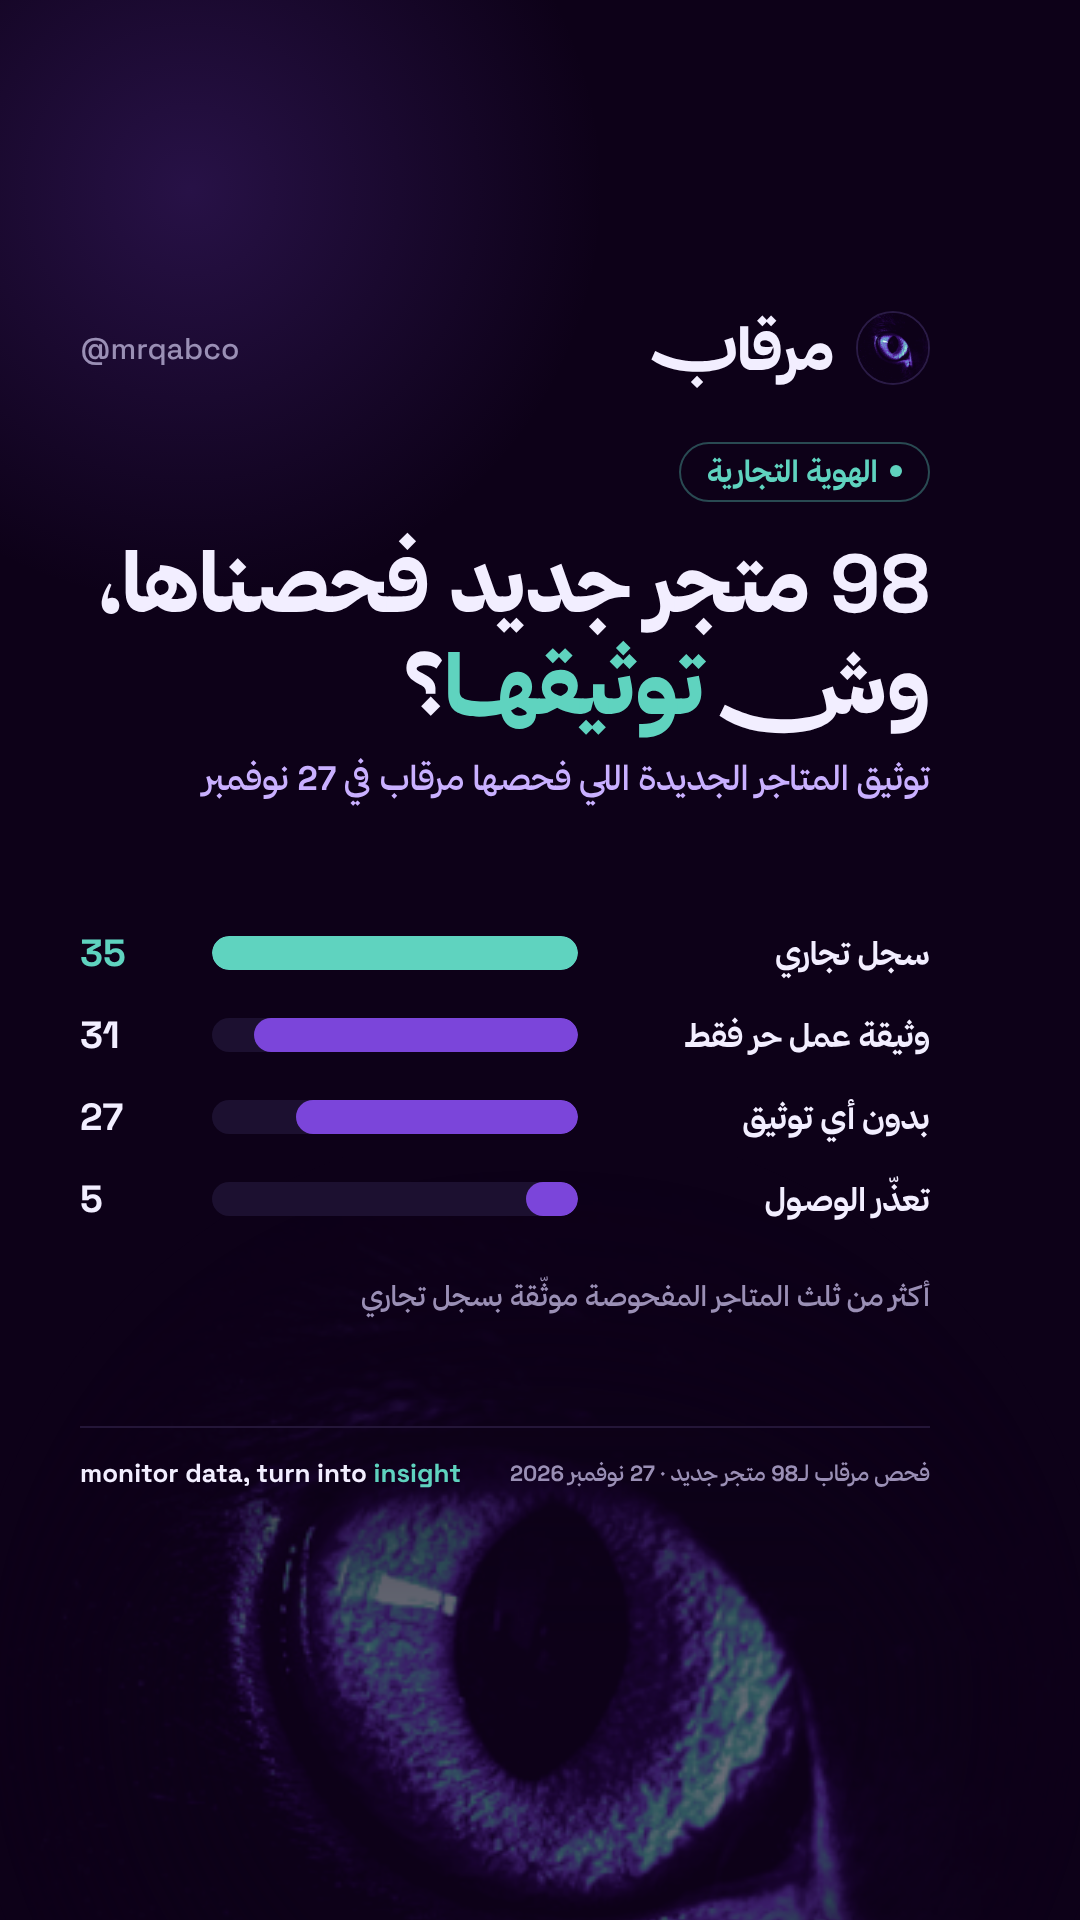 مرقاب
@mrqabco
الهوية التجارية
98 متجر جديد فحصناها،
وش توثيقها؟
توثيق المتاجر الجديدة اللي فحصها مرقاب في 27 نوفمبر
سجل تجاري 35
وثيقة عمل حر فقط 31
بدون أي توثيق 27
تعذّر الوصول 5
أكثر من ثلث المتاجر المفحوصة موثّقة بسجل تجاري
فحص مرقاب لـ98 متجر جديد · 27 نوفمبر 2026
monitor data, turn into insight